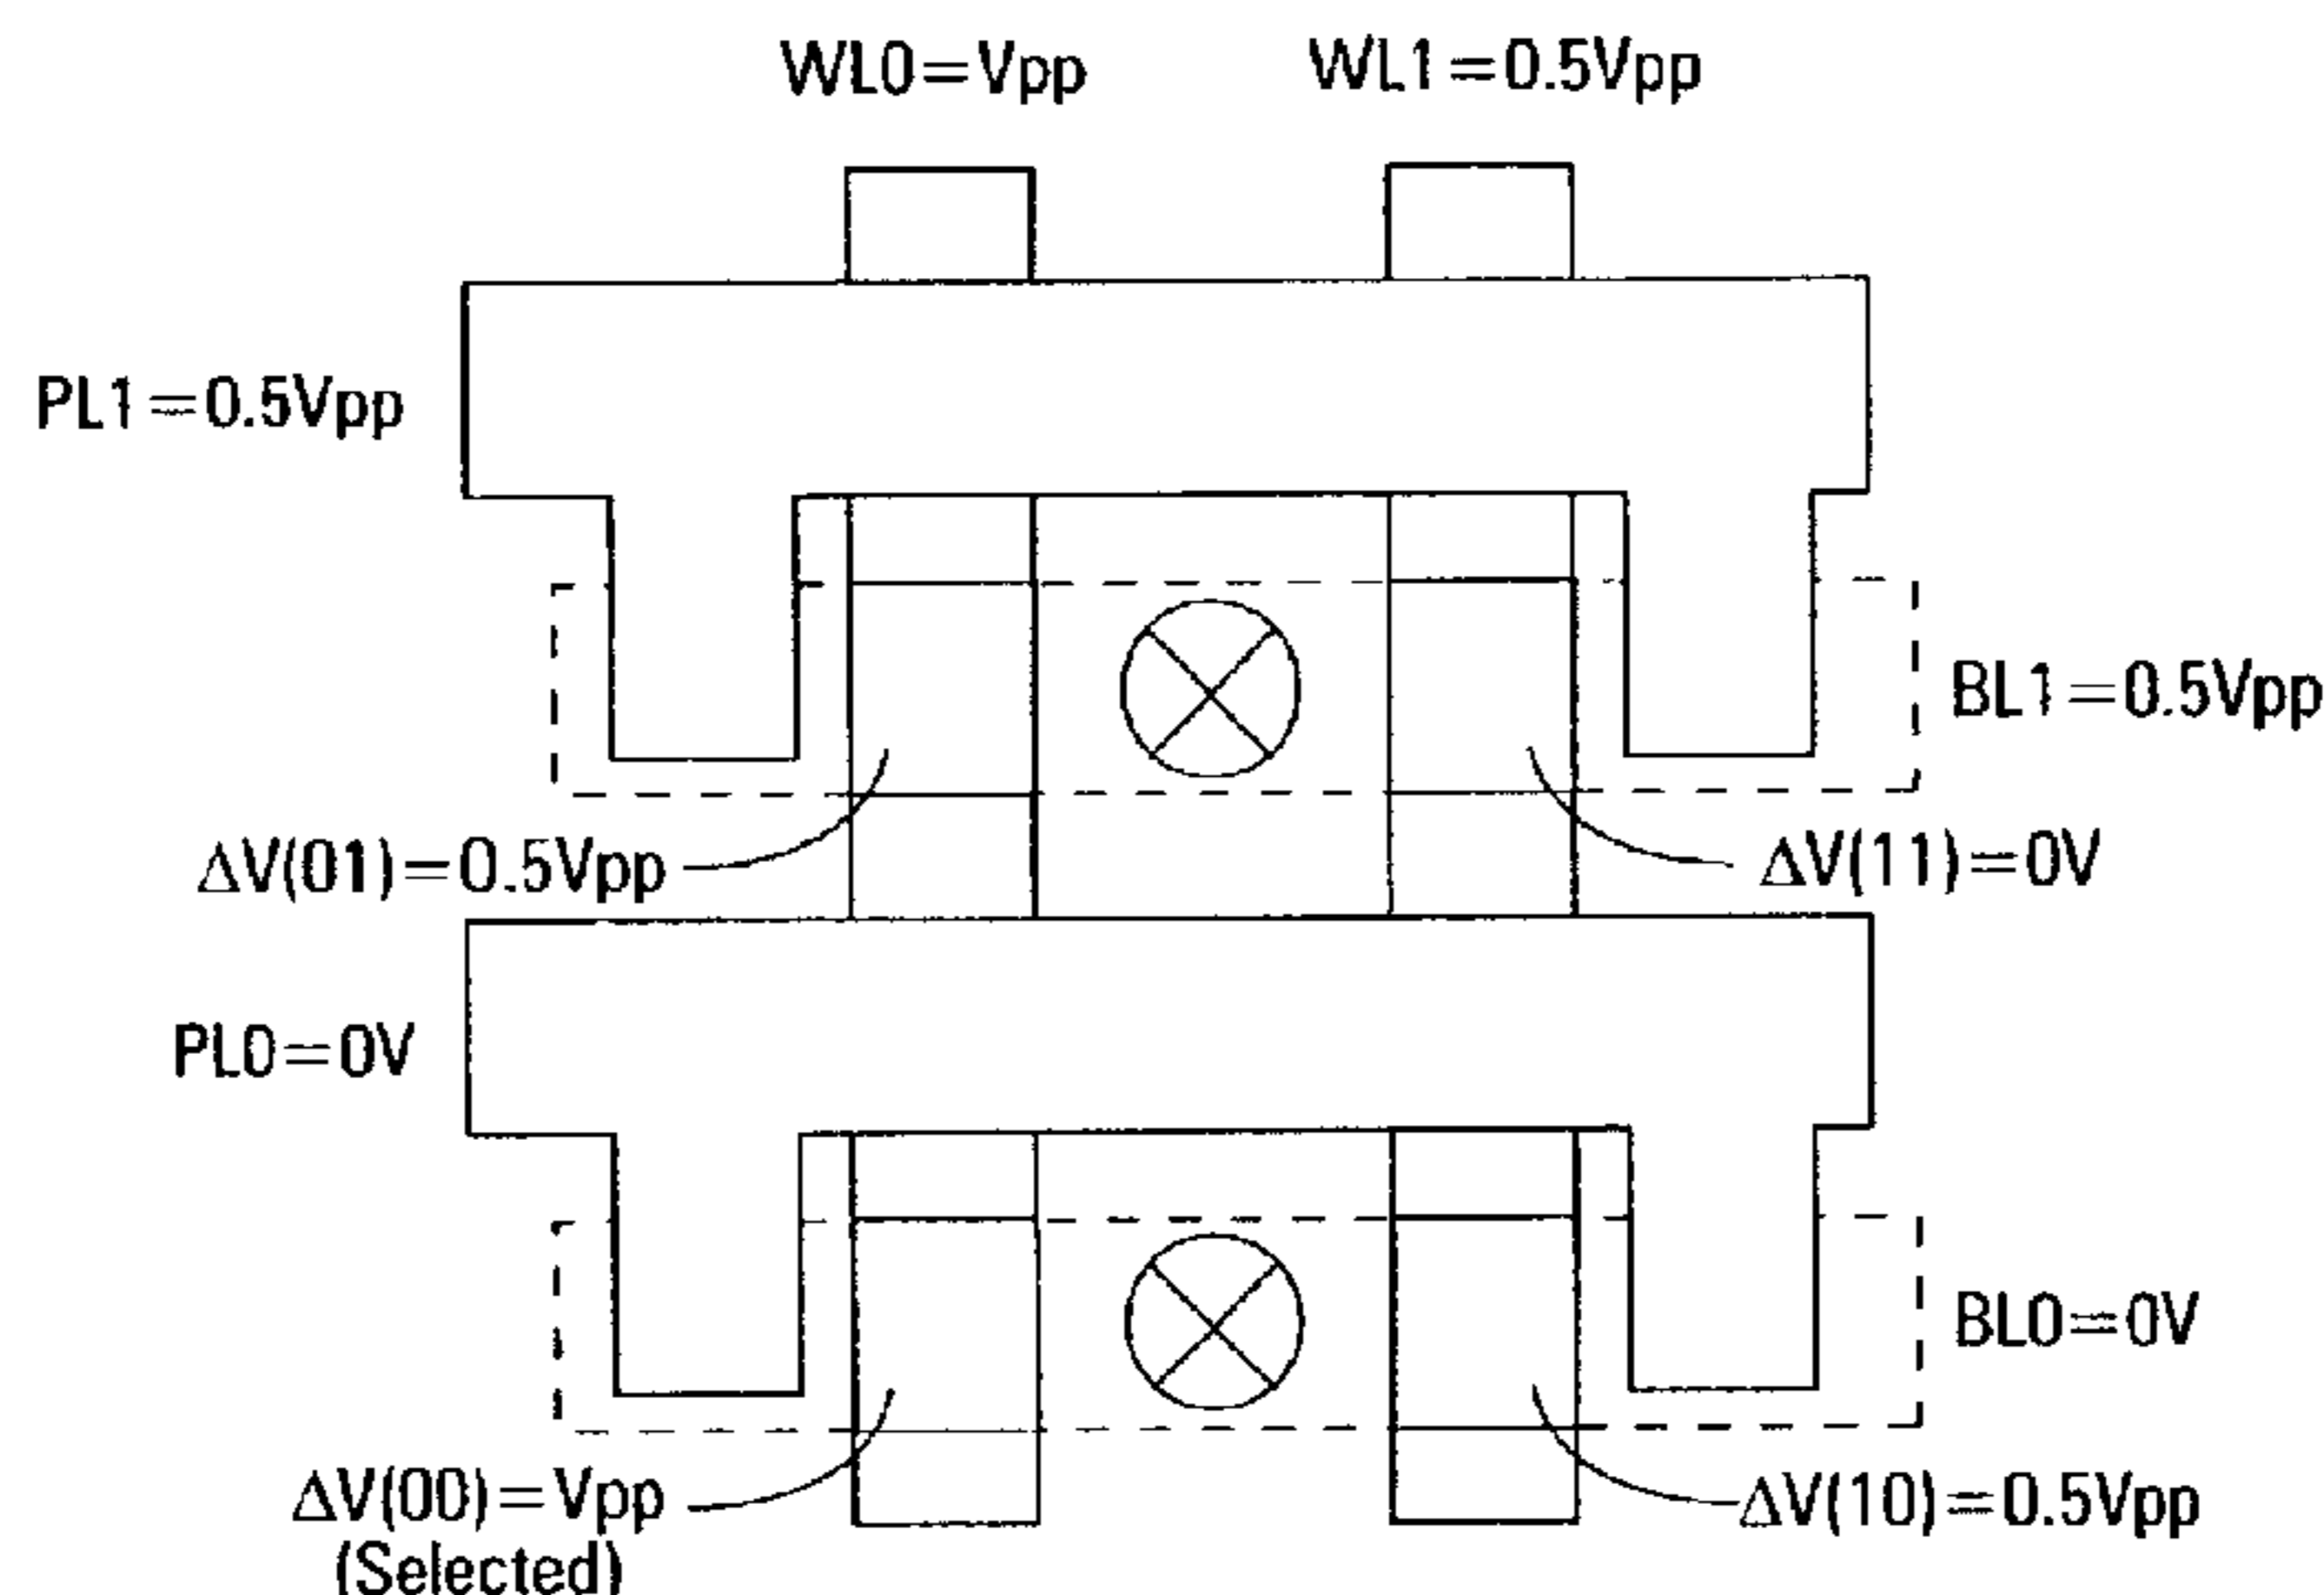 WL0=Vpp
WL1=0.5Vpp
PL1=0.5Vpp
BL1=0.5Vpp
ΔV(01)=0.5Vpp
ΔV(11)=0V
PL0=0V
BL0=0V
ΔV(00)=Vpp
(Selected)
ΔV(10)=0.5Vpp